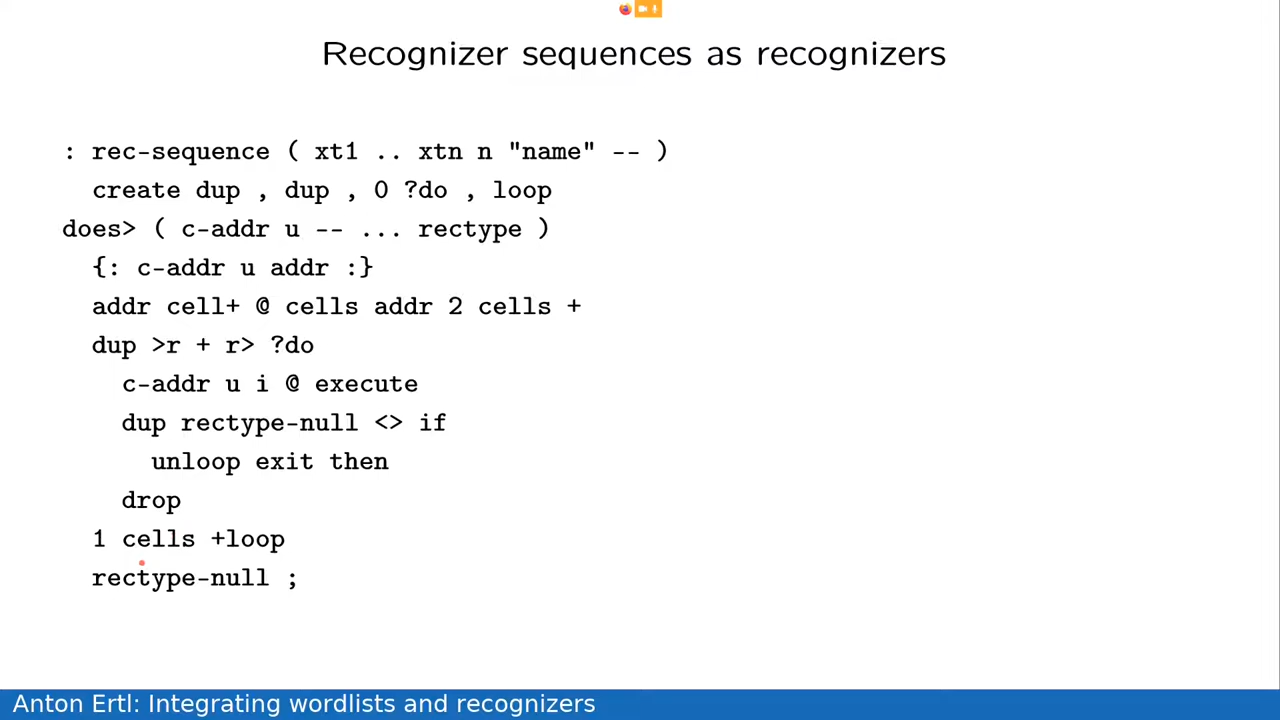 Recognizer sequences as recognizers
: rec-sequence ( xt1 .. xtn n "name" -- )
create dup , dup , 0 ?do , loop
does> ( c-addr u -- ... rectype )
{: c-addr u addr :}
addr cell+ @ cells addr 2 cells +
dup >r + r> ?do
c-addr u i @ execute
dup rectype-null <> if
unloop exit then
drop
1 cells +loop
rectype-null ;
Anton Ertl: Integrating wordlists and recognizers